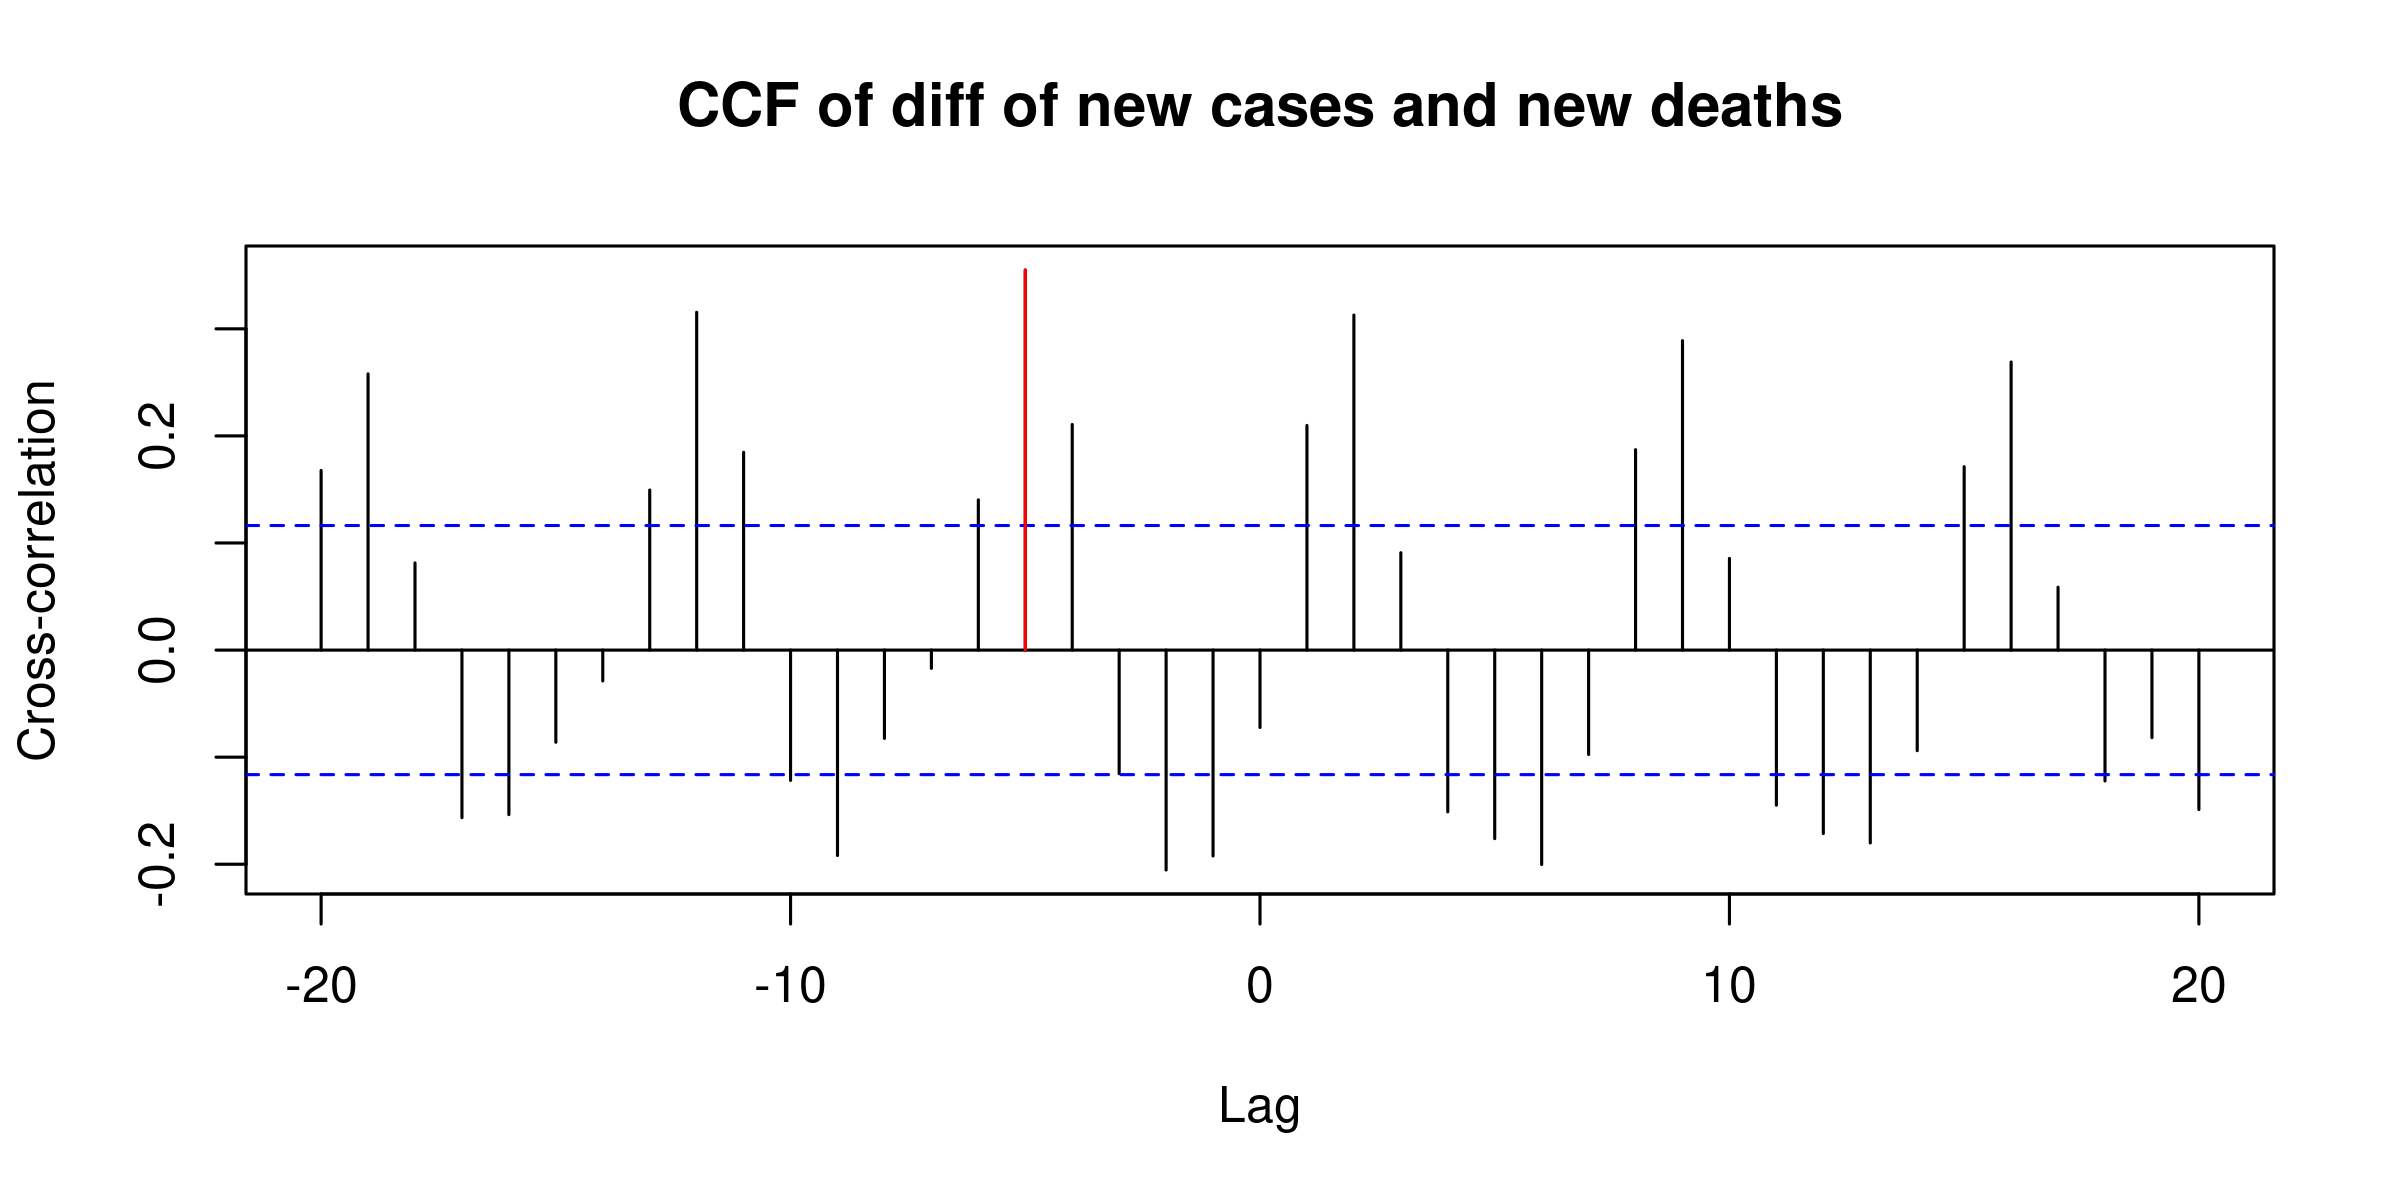 CCF of diff of new cases and new deaths
Cross-correlation
0.2
0.0
-0.2
-20 -10 0 10 20
Lag